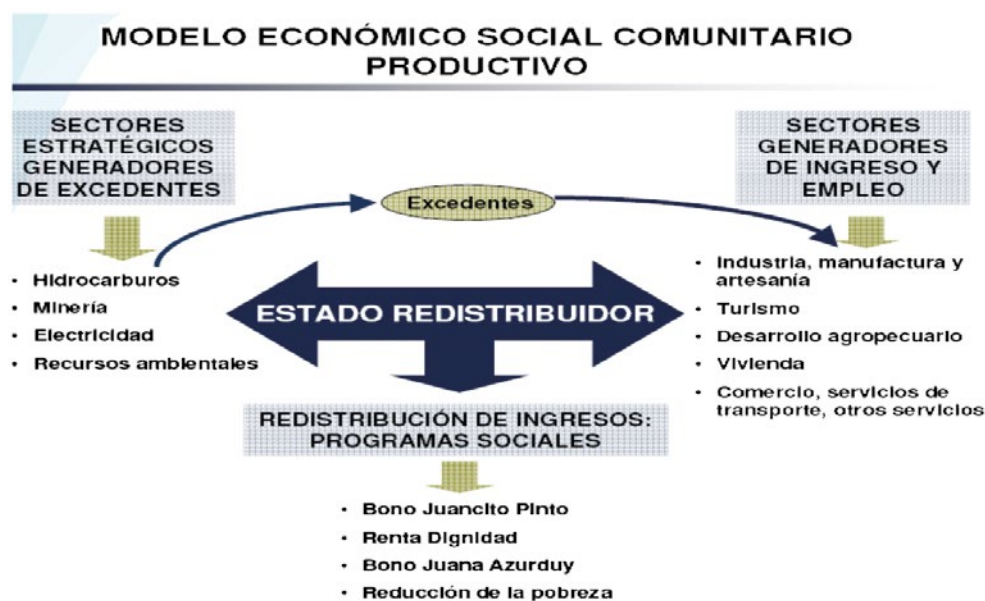 MODELO ECONÓMICO SOCIAL COMUNITARIO
PRODUCTIVO
SECTORES
ESTRATÉGICOS
GENERADORES
DE EXCEDENTES
SECTORES
GENERADORES
DE INGRESO Y
EMPLEO
Excedentes
• Hidrocarburos
• Minería
• Electricidad
• Recursos ambientales
ESTADO REDISTRIBUIDOR
• Industria, manufactura y
artesanía
• Turismo
• Desarrollo agropecuario
• Vivienda
• Comercio, servicios de
transporte, otros servicios
REDISTRIBUCIÓN DE INGRESOS:
PROGRAMAS SOCIALES
• Bono Juancito Pinto
• Renta Dignidad
• Bono Juana Azurduy
• Reducción de la pobreza